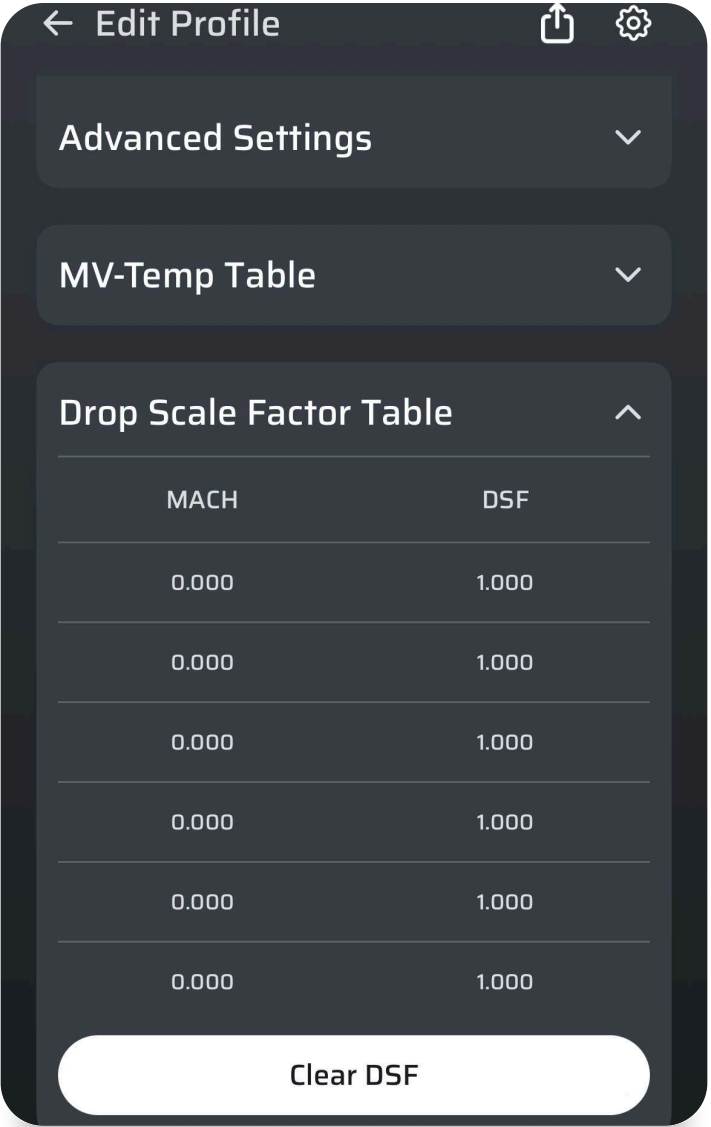 Edit Profile
Advanced Settings
MV-Temp Table
Drop Scale Factor Table
MACH DSF
0.000 1.000
0.000 1.000
0.000 1.000
0.000 1.000
0.000 1.000
0.000 1.000
Clear DSF